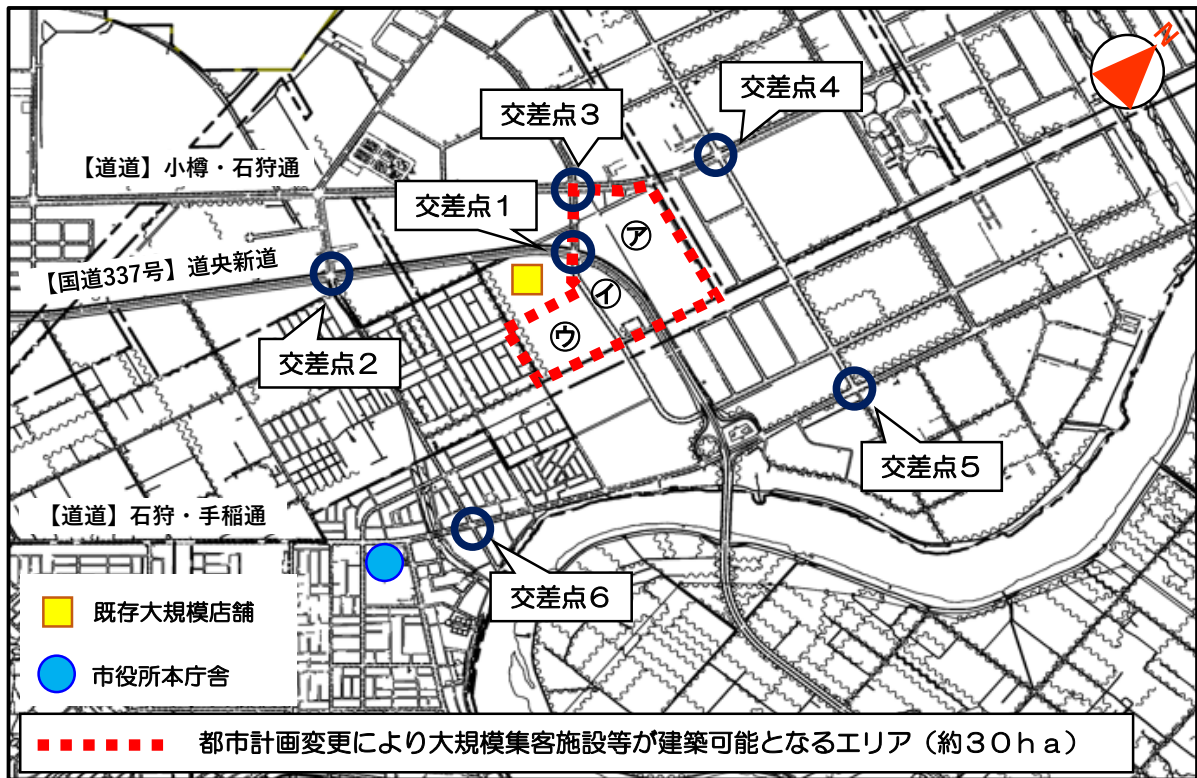 N
交差点4
交差点3
【道道】小樽・石狩通
交差点1
㋐
【国道337号】道央新道
㋑
㋒
交差点2
交差点5
【道道】石狩・手稲通
交差点6
既存大規模店舗
市役所本庁舎
都市計画変更により大規模集客施設等が建築可能となるエリア（約30ha）